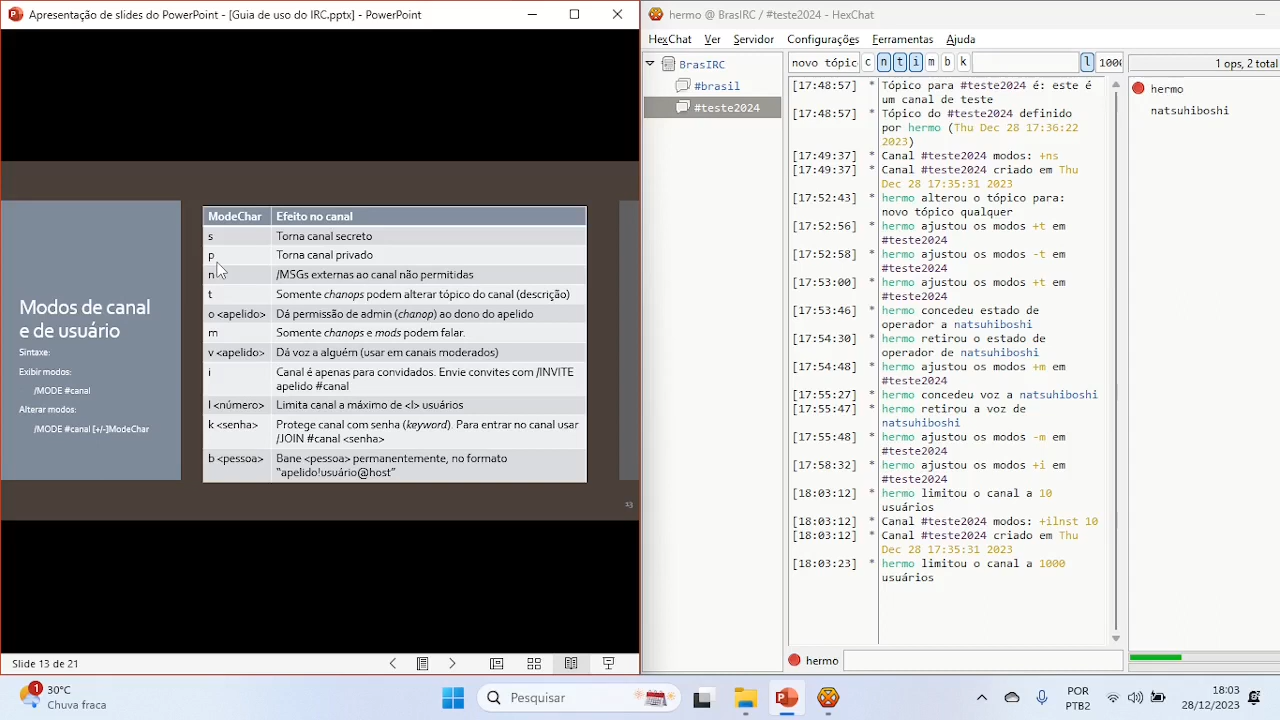 Apresentação de slides do PowerPoint - [Guia de uso do IRC.pptx] - PowerPoint
Modos de canal
e de usuário
Sintaxe:
Exibir modos:
/MODE #canal
Alterar modos:
/MODE #canal [+/-]ModeChar
ModeChar Efeito no canal
s Torna canal secreto
p Torna canal privado
n /MSGs externas ao canal não permitidas
t Somente chanops podem alterar tópico do canal (descrição)
o <apelido> Dá permissão de admin (chanop) ao dono do apelido
m Somente chanops e mods podem falar.
v <apelido> Dá voz a alguém (usar em canais moderados)
i Canal é apenas para convidados. Envie convites com /INVITE
apelido #canal
l <número> Limita canal a máximo de <l> usuários
k <senha> Protege canal com senha (keyword). Para entrar no canal usar
/JOIN #canal <senha>
b <pessoa> Bane <pessoa> permanentemente, no formato
"apelido!usuário@host"
13
Slide 13 de 21
hermo @ BrasIRC / #teste2024 - HexChat
HexChat Ver Servidor Configurações Ferramentas Ajuda
BrasIRC
#brasil
#teste2024
novo tópic c n t i m b k l 100
[17:48:57] * Tópico para #teste2024 é: este é
um canal de teste
[17:48:57] * Tópico do #teste2024 definido
por hermo (Thu Dec 28 17:36:22
2023)
[17:49:37] * Canal #teste2024 modos: +ns
[17:49:37] * Canal #teste2024 criado em Thu
Dec 28 17:35:31 2023
[17:52:43] * hermo alterou o tópico para:
novo tópico qualquer
[17:52:56] * hermo ajustou os modos +t em
#teste2024
[17:52:58] * hermo ajustou os modos -t em
#teste2024
[17:53:00] * hermo ajustou os modos +t em
#teste2024
[17:53:46] * hermo concedeu estado de
operador a natsuhiboshi
[17:54:30] * hermo retirou o estado de
operador de natsuhiboshi
[17:54:48] * hermo ajustou os modos +m em
#teste2024
[17:55:27] * hermo concedeu voz a natsuhiboshi
[17:55:47] * hermo retirou a voz de
natsuhiboshi
[17:55:48] * hermo ajustou os modos -m em
#teste2024
[17:58:32] * hermo ajustou os modos +i em
#teste2024
[18:03:12] * hermo limitou o canal a 10
usuários
[18:03:12] * Canal #teste2024 modos: +ilnst 10
[18:03:12] * Canal #teste2024 criado em Thu
Dec 28 17:35:31 2023
[18:03:23] * hermo limitou o canal a 1000
usuários
hermo
1 ops, 2 total
hermo
natsuhiboshi
1
30°C
Chuva fraca
Pesquisar
POR
PTB2
18:03
28/12/2023